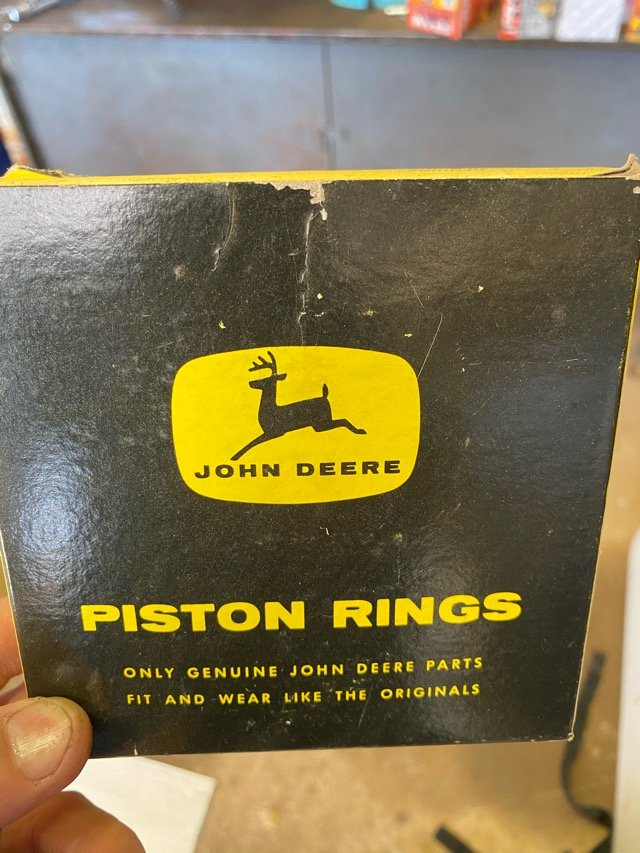 JOHN DEERE
PISTON RINGS
ONLY GENUINE JOHN DEERE PARTS
FIT AND WEAR LIKE THE ORIGINALS